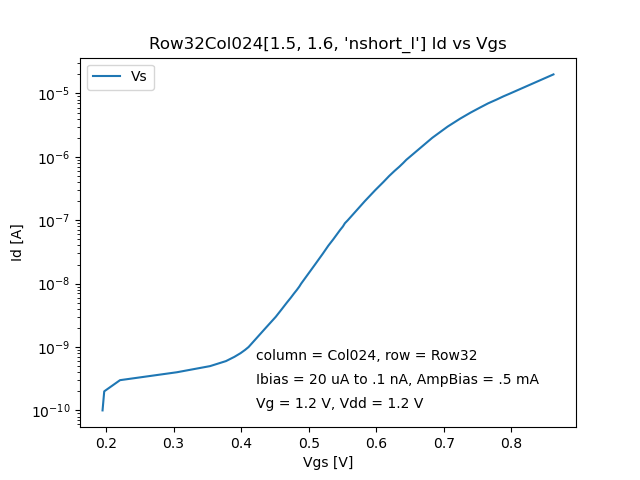 Row32Col024[1.5, 1.6, 'nshort_l'] Id vs Vgs
Vs
10⁻⁵
10⁻⁶
10⁻⁷
10⁻⁸
10⁻⁹
10⁻¹⁰
Id [A]
column = Col024, row = Row32
Ibias = 20 uA to .1 nA, AmpBias = .5 mA
Vg = 1.2 V, Vdd = 1.2 V
0.2 0.3 0.4 0.5 0.6 0.7 0.8
Vgs [V]